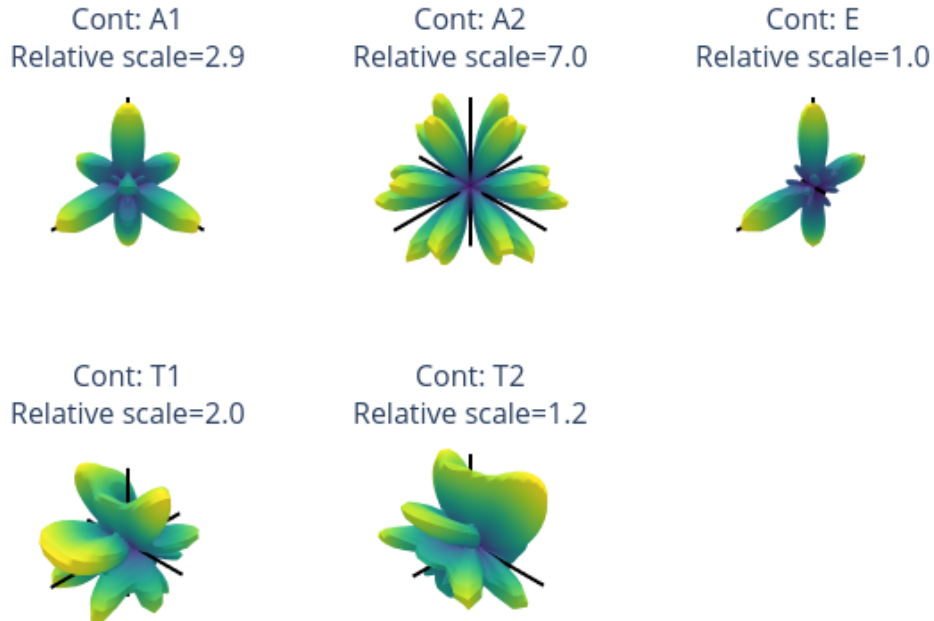 Cont: A1
Relative scale=2.9
Cont: A2
Relative scale=7.0
Cont: E
Relative scale=1.0
Cont: T1
Relative scale=2.0
Cont: T2
Relative scale=1.2